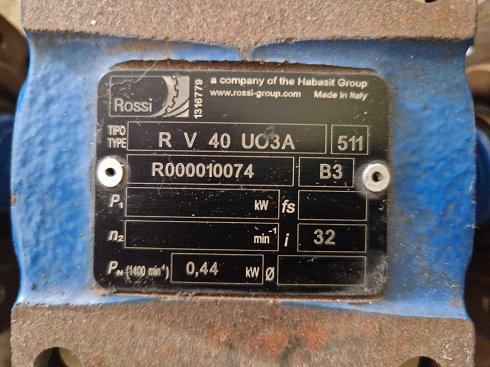 a company of the Habasit Group
www.rossi-group.com Made in Italy
Rossi
1316779
TIPO
TYPE
R V 40 UO3A 511
R000010074 B3
P₁ kW fs
n₂ min⁻¹ i 32
Pₙ (1400 min⁻¹) 0,44 kW Ø